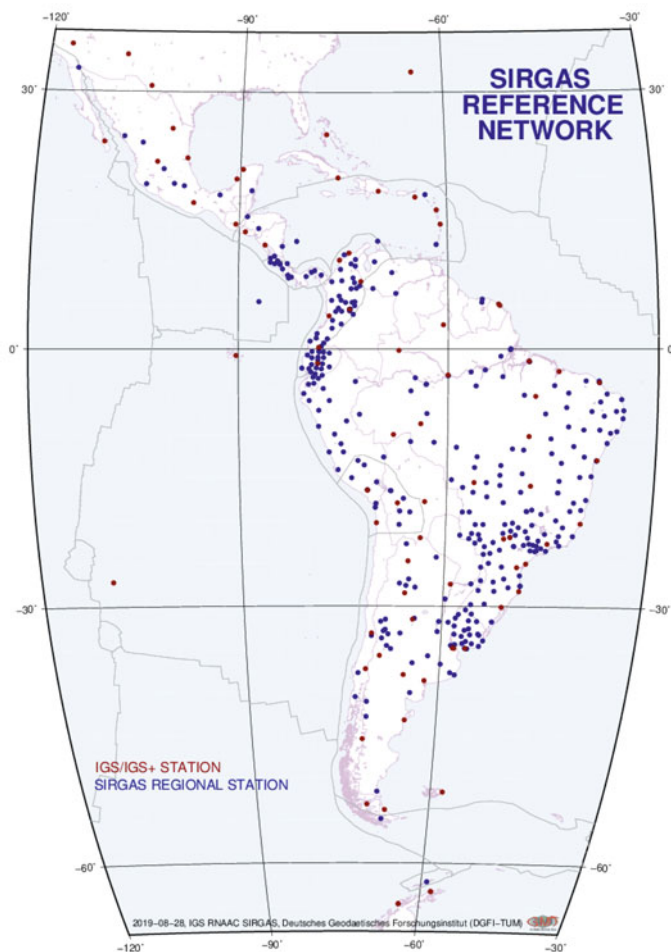 −120˚ −90˚ −60˚ −30˚
SIRGAS
REFERENCE
NETWORK
30˚ 30˚
0˚ 0˚
−30˚ −30˚
IGS/IGS+ STATION
SIRGAS REGIONAL STATION
−60˚ −60˚
2019−08−28, IGS RNAAC SIRGAS, Deutsches Geodaetisches Forschungsinstitut (DGFI−TUM)
−120˚ −90˚ −60˚ −30˚